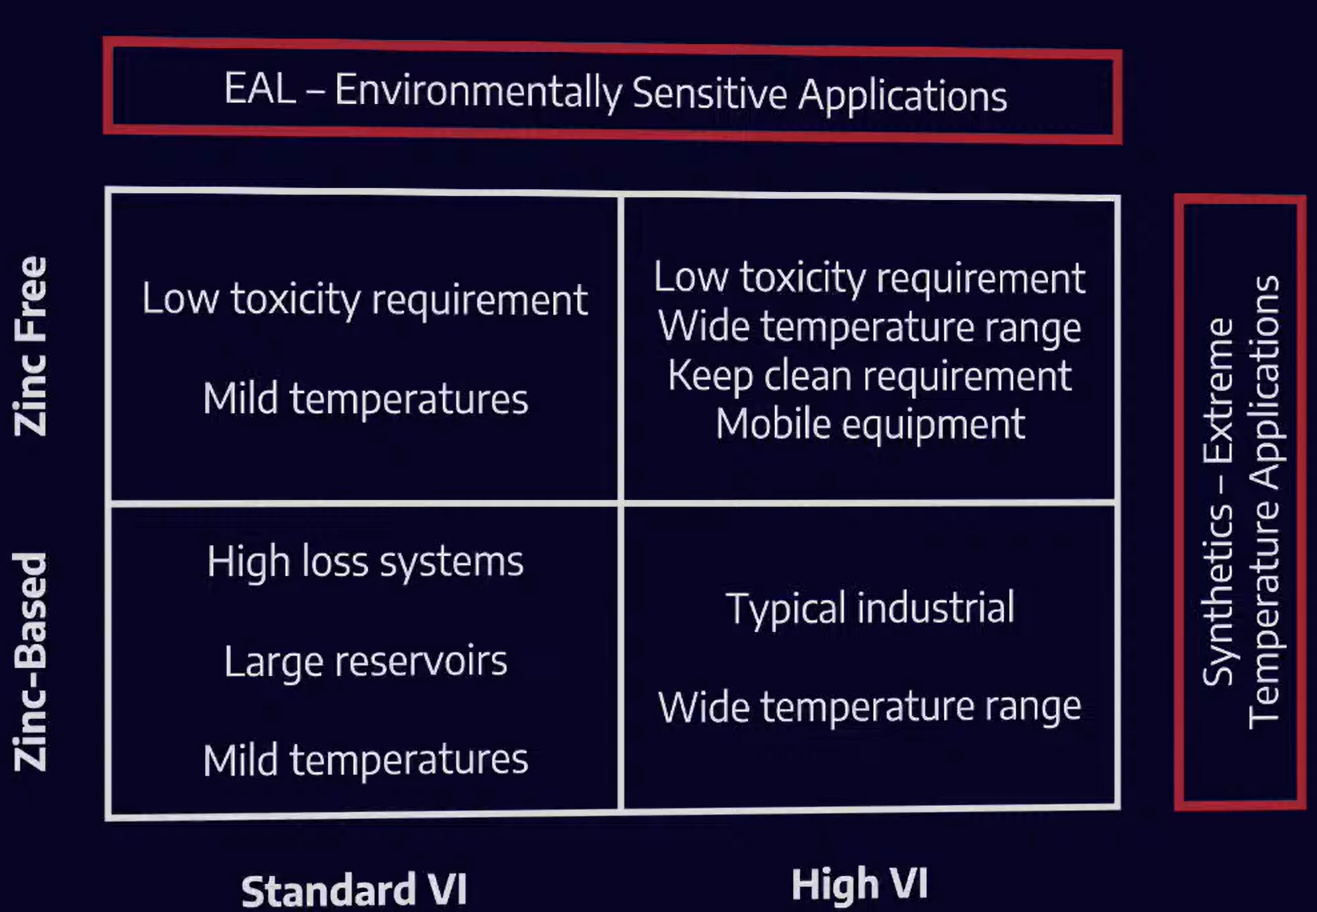 EAL – Environmentally Sensitive Applications
Zinc Free
Low toxicity requirement
Mild temperatures
Low toxicity requirement
Wide temperature range
Keep clean requirement
Mobile equipment
Zinc-Based
High loss systems
Large reservoirs
Mild temperatures
Typical industrial
Wide temperature range
Standard VI
High VI
Synthetics – Extreme
Temperature Applications